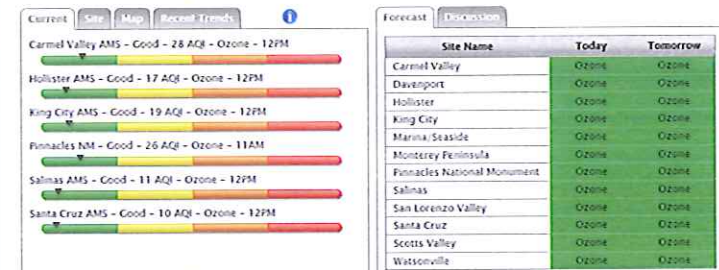 Current Site Map Recent Trends
Carmel Valley AMS - Good - 28 AQI - Ozone - 12PM
Hollister AMS - Good - 17 AQI - Ozone - 12PM
King City AMS - Good - 19 AQI - Ozone - 12PM
Pinnacles NM - Good - 26 AQI - Ozone - 11AM
Salinas AMS - Good - 11 AQI - Ozone - 12PM
Santa Cruz AMS - Good - 10 AQI - Ozone - 12PM
Forecast Discussion
Site Name Today Tomorrow
Carmel Valley Ozone Ozone
Davenport Ozone Ozone
Hollister Ozone Ozone
King City Ozone Ozone
Marina/Seaside Ozone Ozone
Monterey Peninsula Ozone Ozone
Pinnacles National Monument Ozone Ozone
Salinas Ozone Ozone
San Lorenzo Valley Ozone Ozone
Santa Cruz Ozone Ozone
Scotts Valley Ozone Ozone
Watsonville Ozone Ozone